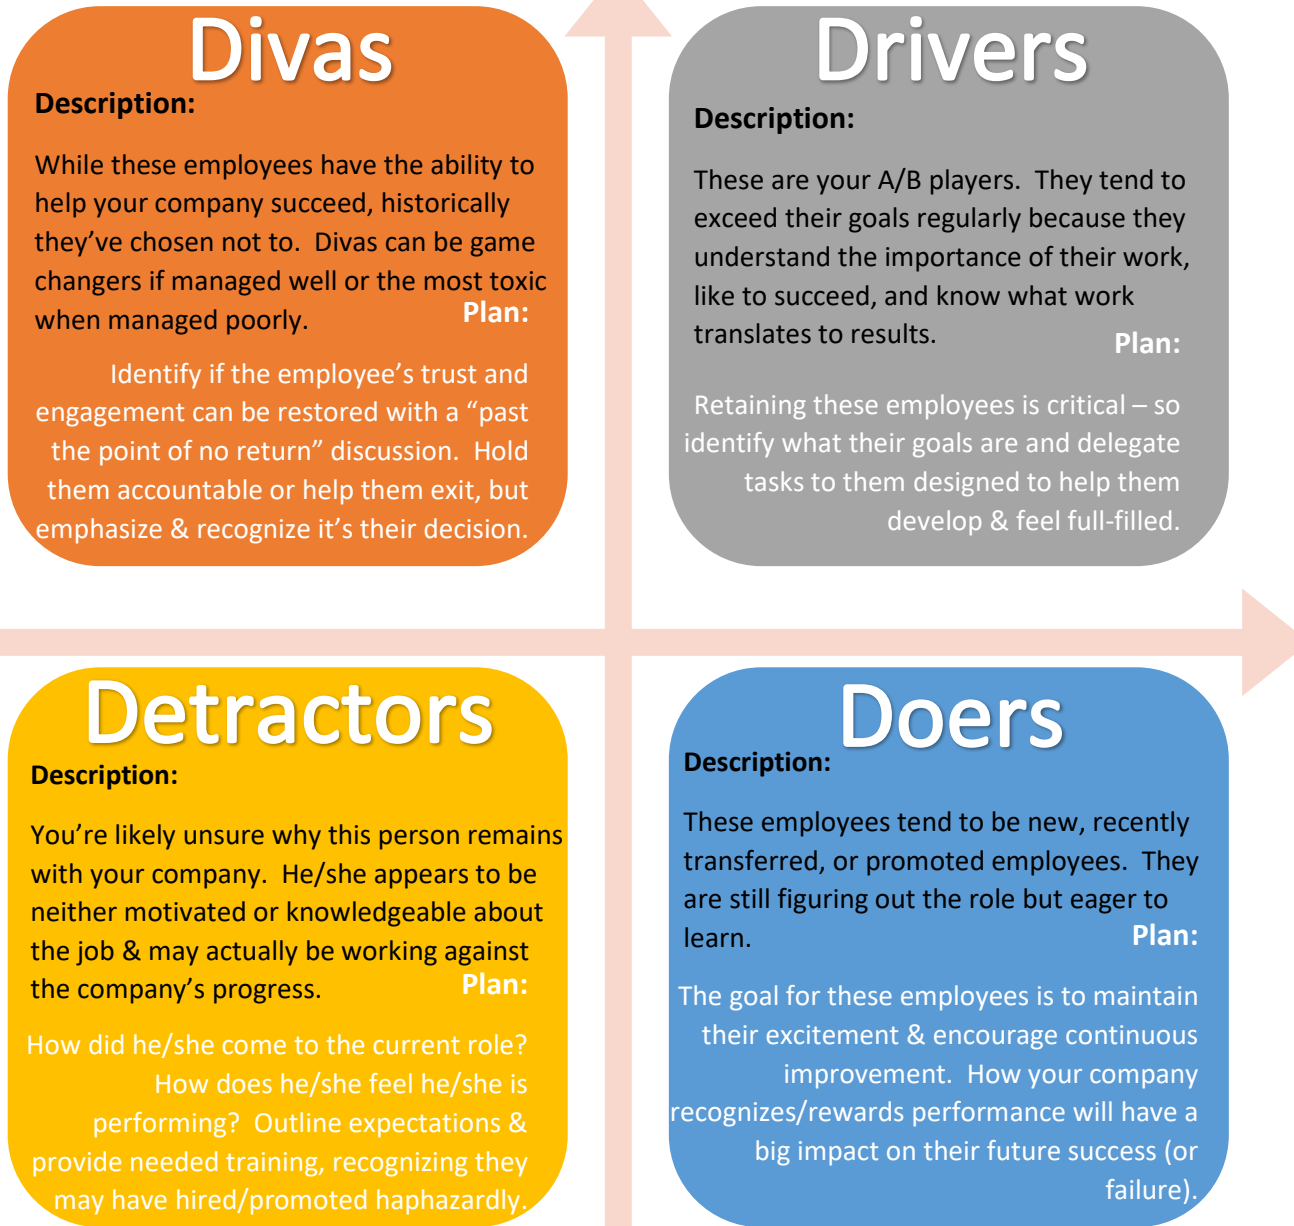 Divas
Description:
While these employees have the ability to
help your company succeed, historically
they've chosen not to.  Divas can be game
changers if managed well or the most toxic
when managed poorly.
Plan:
Identify if the employee's trust and
engagement can be restored with a "past
the point of no return" discussion.  Hold
them accountable or help them exit, but
emphasize & recognize it's their decision.
Drivers
Description:
These are your A/B players.  They tend to
exceed their goals regularly because they
understand the importance of their work,
like to succeed, and know what work
translates to results.
Plan:
Retaining these employees is critical – so
identify what their goals are and delegate
tasks to them designed to help them
develop & feel full-filled.
Detractors
Description:
You're likely unsure why this person remains
with your company.  He/she appears to be
neither motivated or knowledgeable about
the job & may actually be working against
the company's progress.
Plan:
How did he/she come to the current role?
How does he/she feel he/she is
performing?  Outline expectations &
provide needed training, recognizing they
may have hired/promoted haphazardly.
Doers
Description:
These employees tend to be new, recently
transferred, or promoted employees.  They
are still figuring out the role but eager to
learn.
Plan:
The goal for these employees is to maintain
their excitement & encourage continuous
improvement.  How your company
recognizes/rewards performance will have a
big impact on their future success (or
failure).